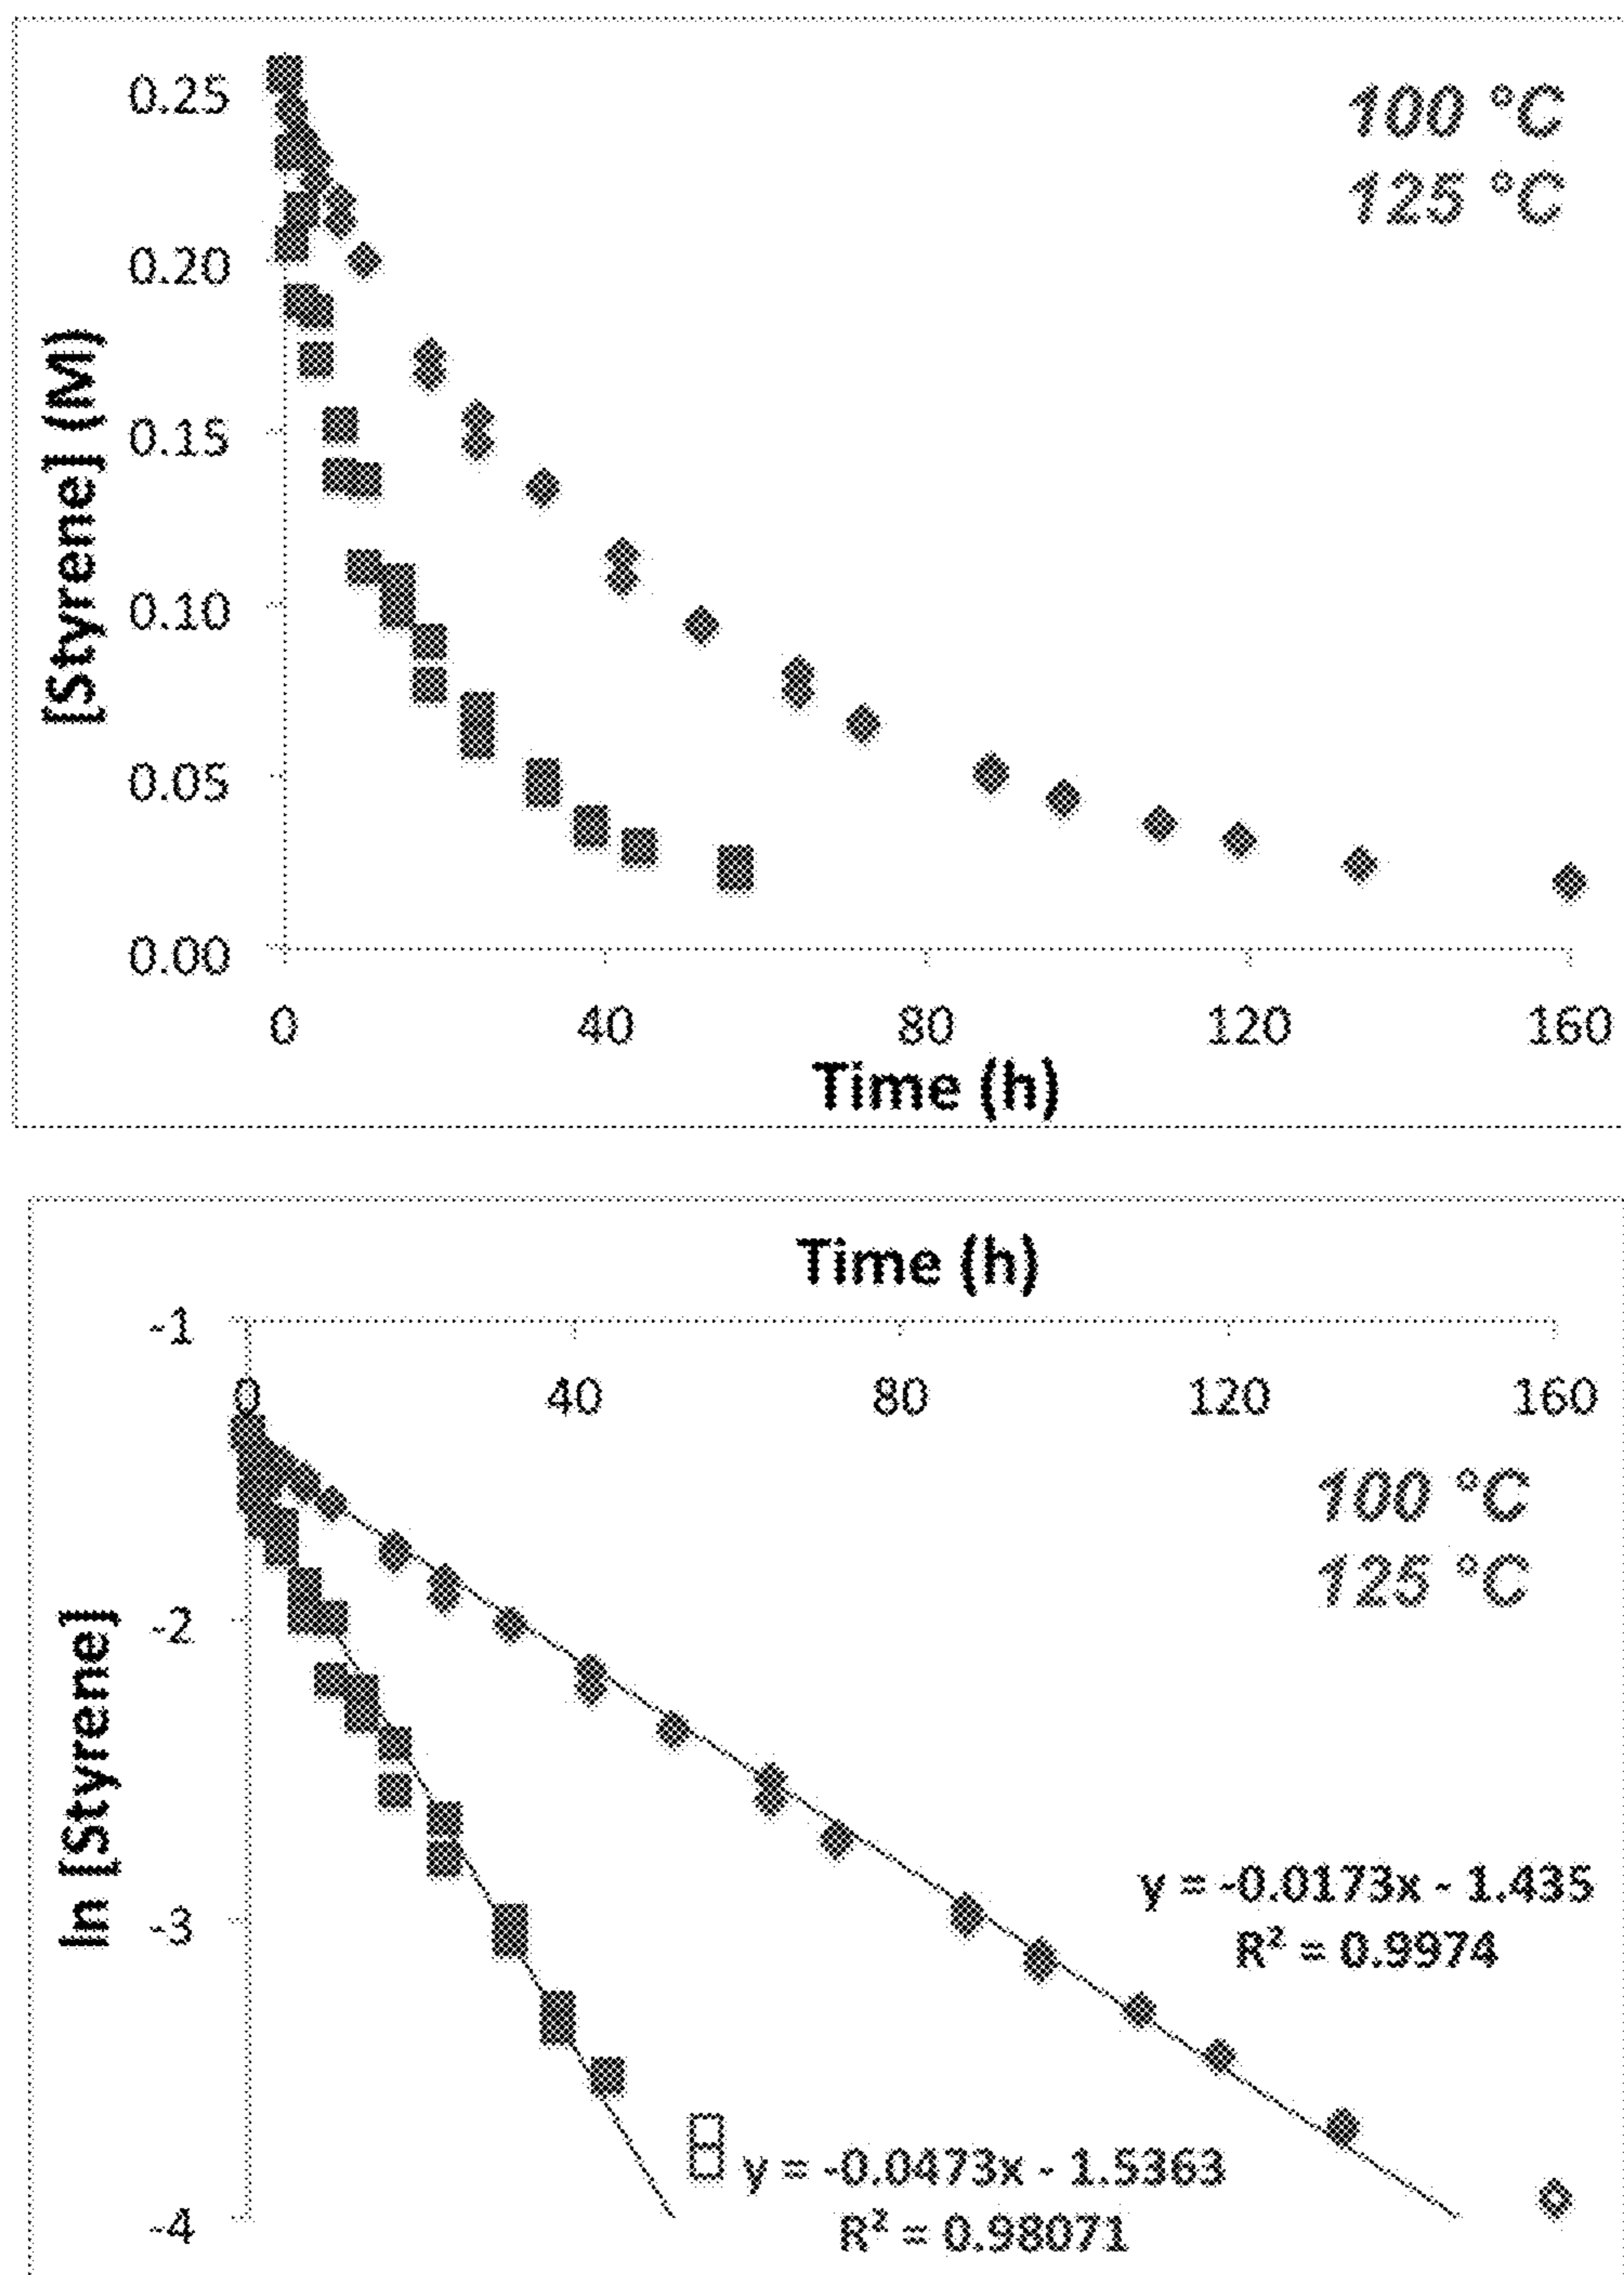 0.25
0.20
0.15
0.10
0.05
0.00
[Styrene] (M)
100 °C
125 °C
0 40 80 120 160
Time (h)
Time (h)
-1
0 40 80 120 160
100 °C
125 °C
-2
ln [Styrene]
y = -0.0173x - 1.435
R² = 0.9974
-3
y = -0.0473x - 1.5363
R² = 0.98071
-4